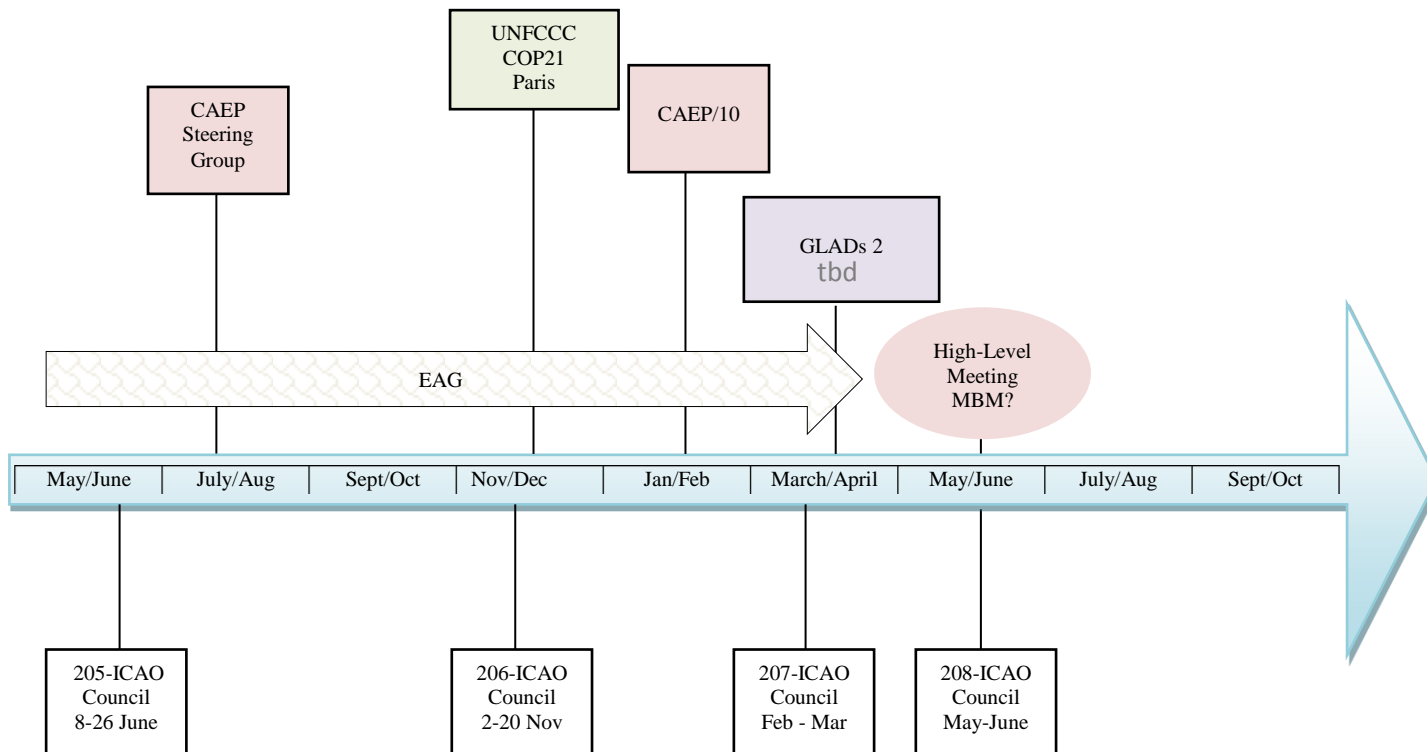 UNFCCC
COP21
Paris
CAEP
Steering
Group
CAEP/10
GLADs 2
tbd
High-Level
Meeting
MBM?
EAG
May/June
July/Aug
Sept/Oct
Nov/Dec
Jan/Feb
March/April
May/June
July/Aug
Sept/Oct
205-ICAO
Council
8-26 June
206-ICAO
Council
2-20 Nov
207-ICAO
Council
Feb - Mar
208-ICAO
Council
May-June